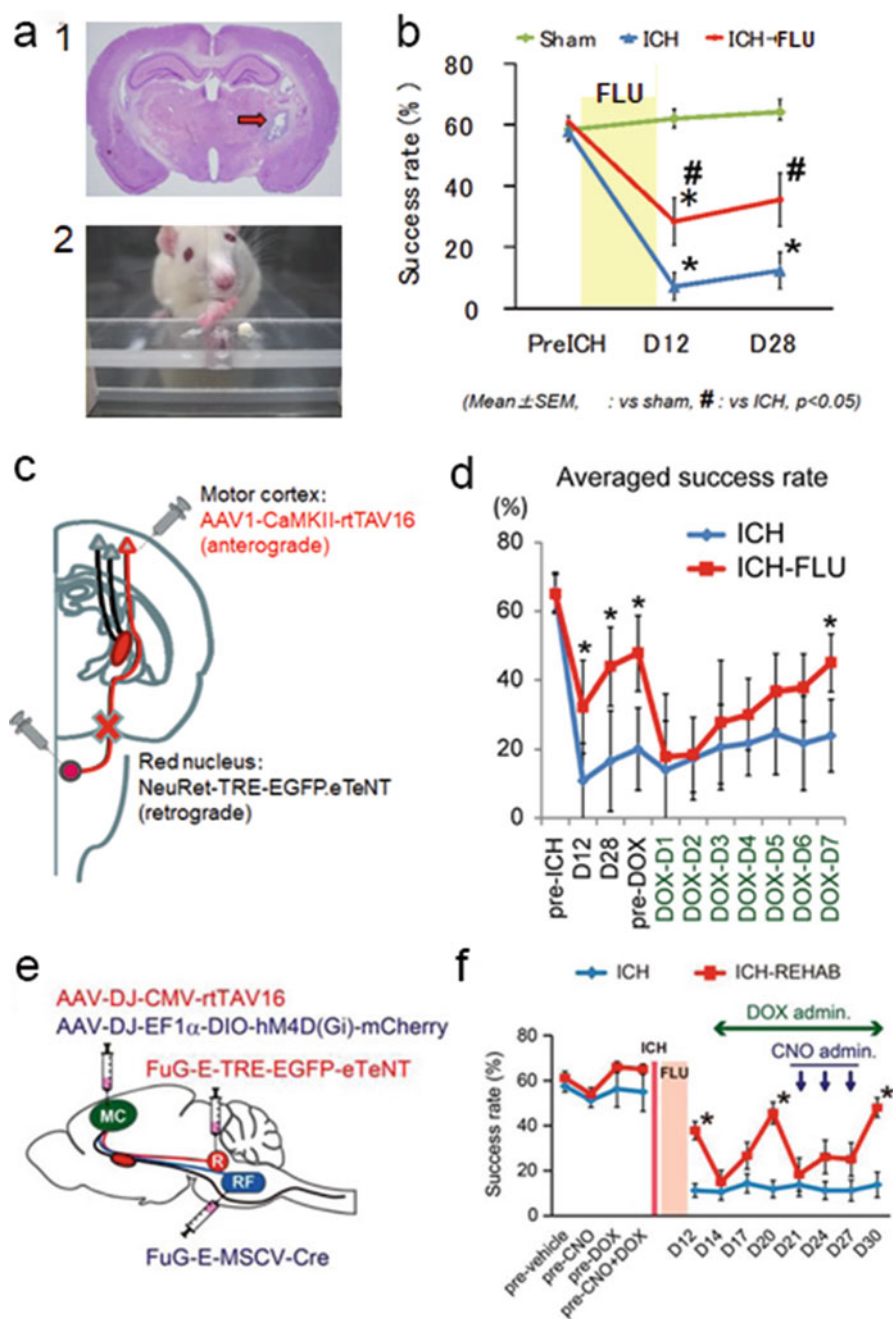 a
1
2
b
Sham ICH ICH-FLU
Success rate (%)
80
60
40
20
0
FLU
#
*
*
#
*
PreICH D12 D28
(Mean ±SEM, : vs sham, # : vs ICH, p<0.05)
c
Motor cortex:
AAV1-CaMKII-rtTAV16
(anterograde)
Red nucleus:
NeuRet-TRE-EGFP.eTeNT
(retrograde)
d
Averaged success rate
(%)
ICH
ICH-FLU
80
60
40
20
0
* * * *
pre-ICH
D12
D28
pre-DOX
DOX-D1
DOX-D2
DOX-D3
DOX-D4
DOX-D5
DOX-D6
DOX-D7
e
AAV-DJ-CMV-rtTAV16
AAV-DJ-EF1α-DIO-hM4D(Gi)-mCherry
FuG-E-TRE-EGFP-eTeNT
MC
R
RF
FuG-E-MSCV-Cre
f
ICH ICH-REHAB
DOX admin.
CNO admin.
ICH
FLU
Success rate (%)
80
60
40
20
0
* * *
pre-vehicle
pre-CNO
pre-DOX
pre-CNO+DOX
D12
D14
D17
D20
D21
D24
D27
D30